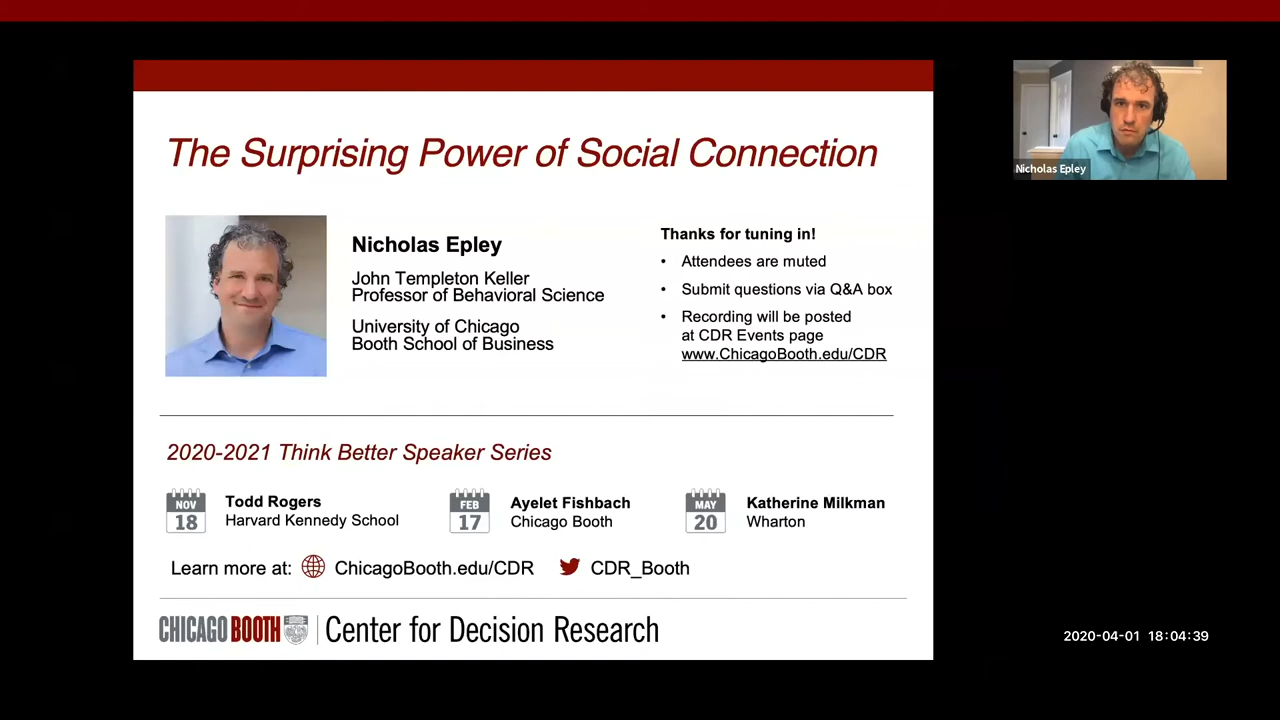 The Surprising Power of Social Connection
Nicholas Epley
Nicholas Epley
John Templeton Keller
Professor of Behavioral Science
University of Chicago
Booth School of Business
Thanks for tuning in!
• Attendees are muted
• Submit questions via Q&A box
• Recording will be posted
at CDR Events page
www.ChicagoBooth.edu/CDR
2020-2021 Think Better Speaker Series
NOV
18
Todd Rogers
Harvard Kennedy School
FEB
17
Ayelet Fishbach
Chicago Booth
MAY
20
Katherine Milkman
Wharton
Learn more at: ChicagoBooth.edu/CDR CDR_Booth
CHICAGO BOOTH Center for Decision Research
2020-04-01 18:04:39